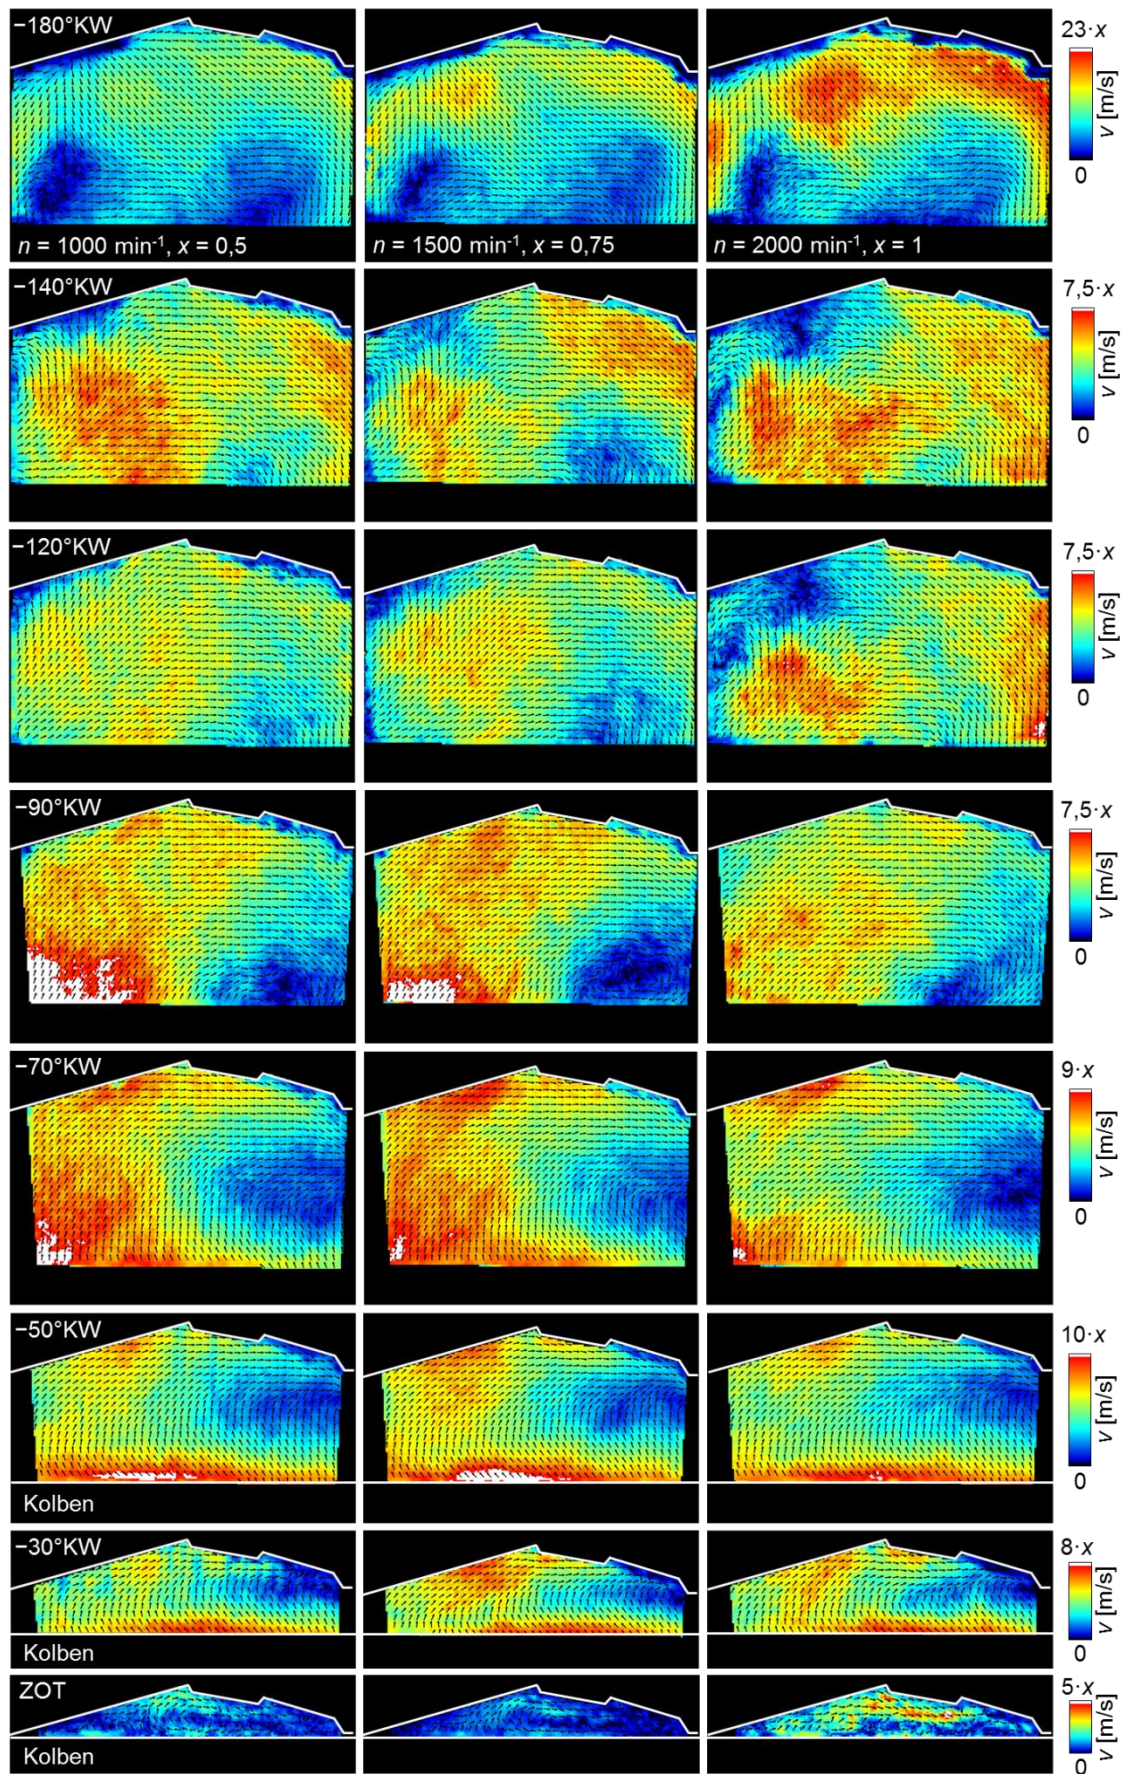 −180°KW
23·x
v [m/s]
0
n = 1000 min⁻¹, x = 0,5
n = 1500 min⁻¹, x = 0,75
n = 2000 min⁻¹, x = 1
−140°KW
7,5·x
v [m/s]
0
−120°KW
7,5·x
v [m/s]
0
−90°KW
7,5·x
v [m/s]
0
−70°KW
9·x
v [m/s]
0
−50°KW
10·x
v [m/s]
0
Kolben
−30°KW
8·x
v [m/s]
0
Kolben
ZOT
5·x
v [m/s]
0
Kolben